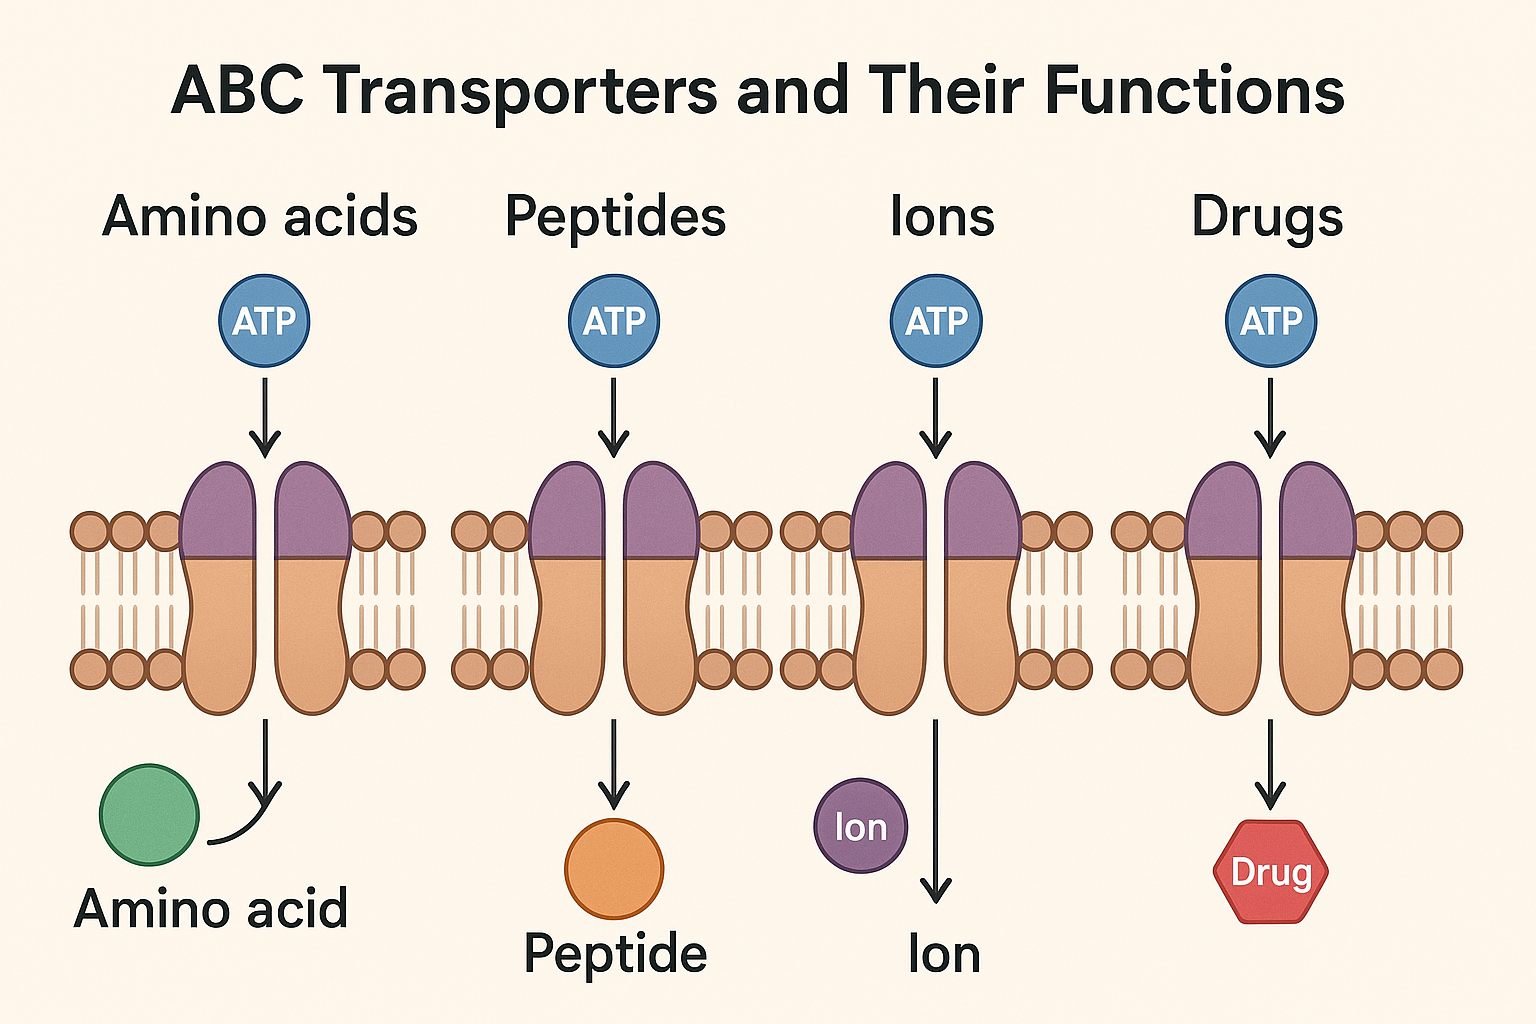 ABC Transporters and Their Functions
Amino acids
Peptides
Ions
Drugs
ATP
ATP
ATP
ATP
Amino acid
Peptide
Ion
Ion
Drug